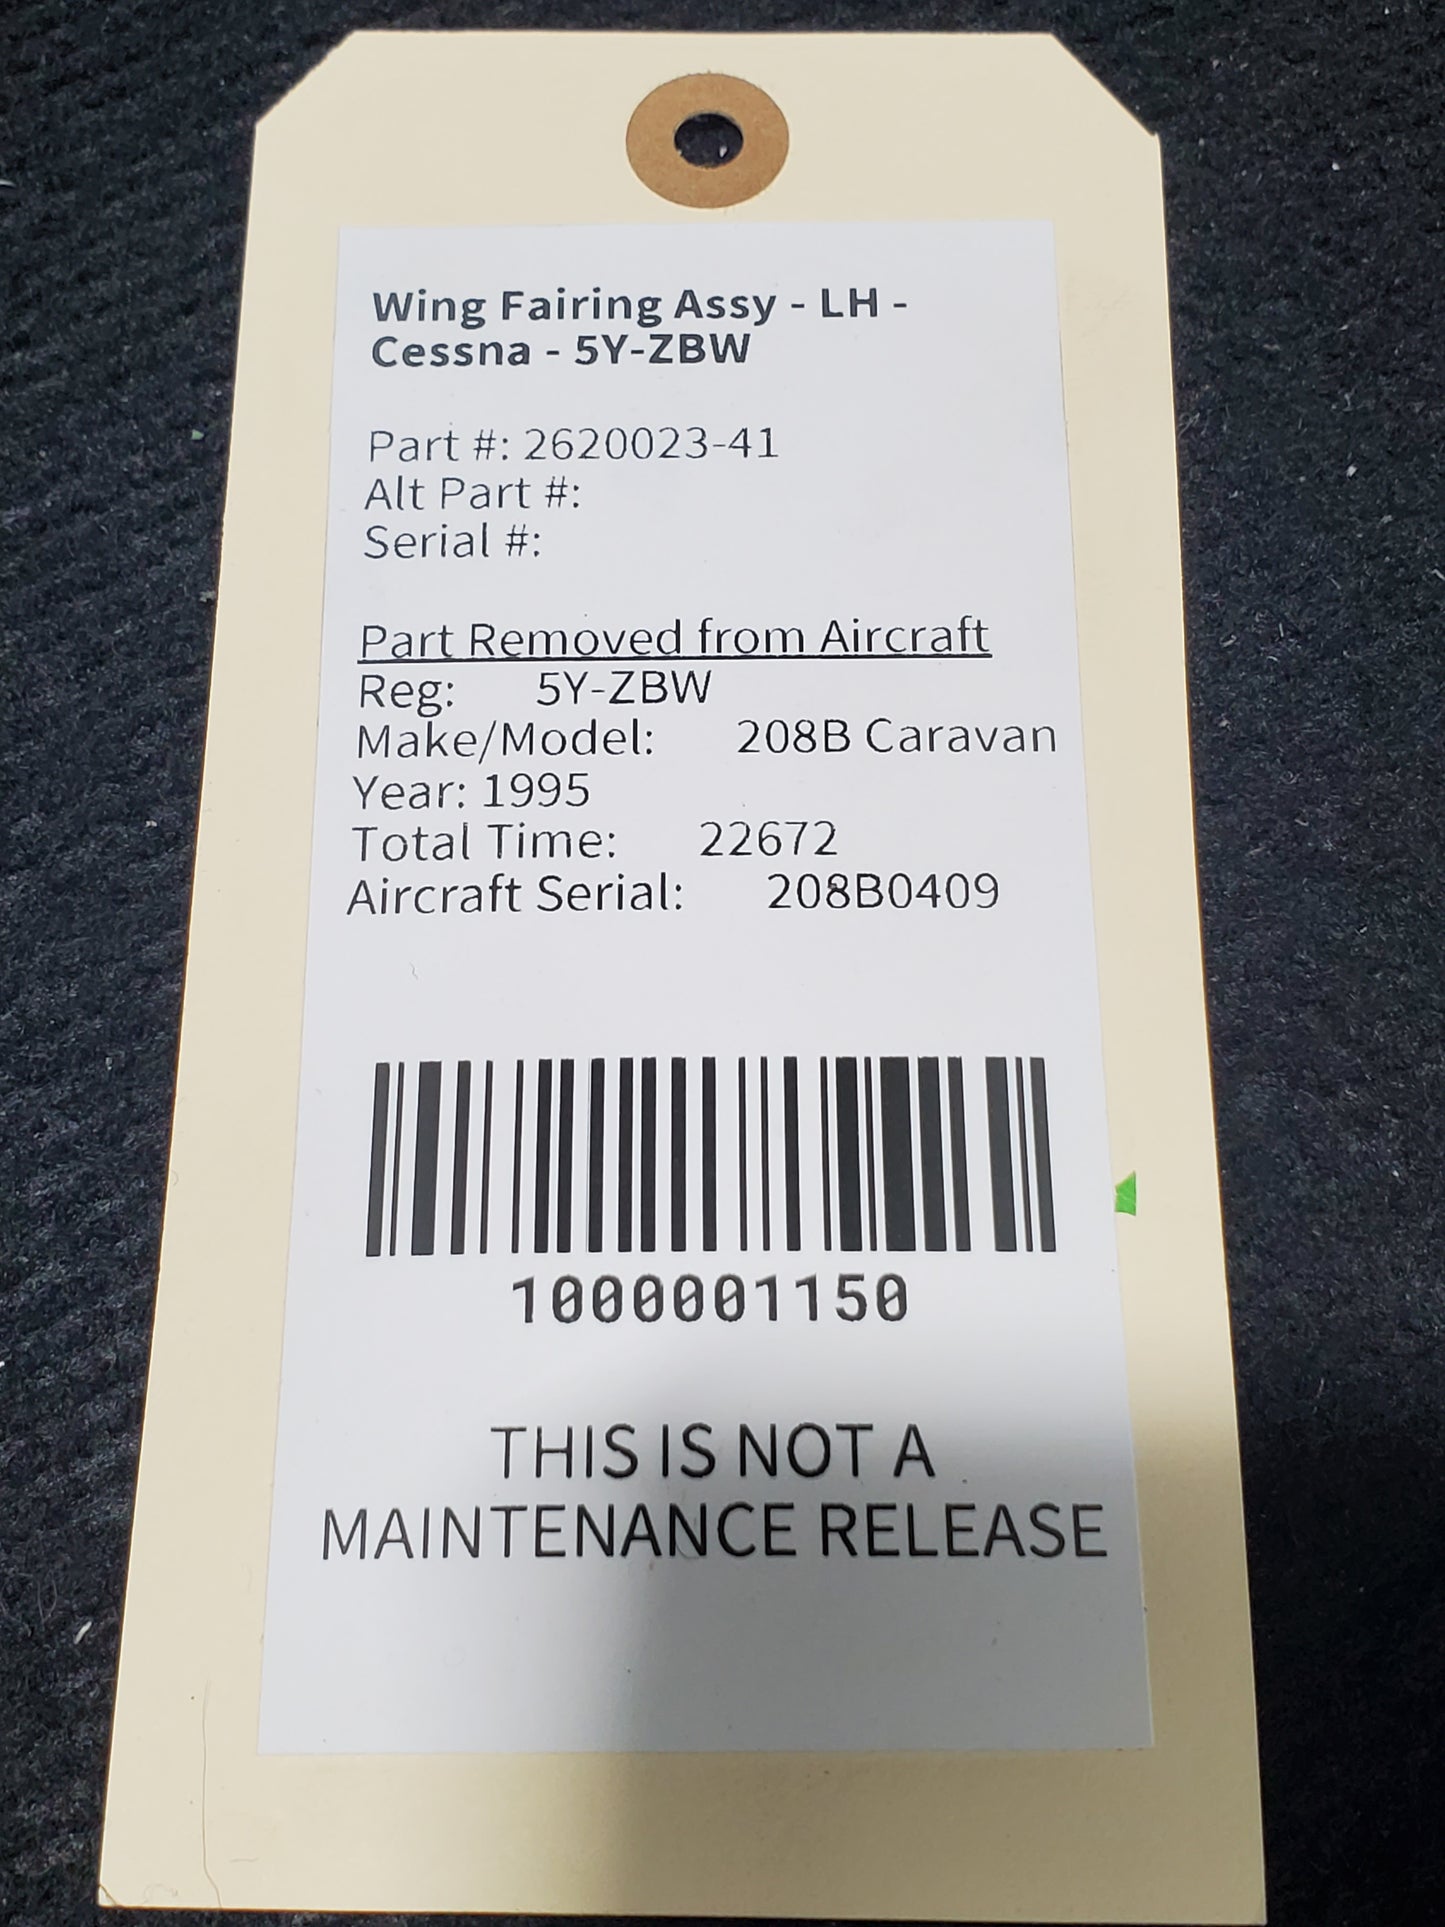 Wing Fairing Assy - LH -
Cessna - 5Y-ZBW
Part #: 2620023-41
Alt Part #:
Serial #:
Part Removed from Aircraft
Reg: 5Y-ZBW
Make/Model: 208B Caravan
Year: 1995
Total Time: 22672
Aircraft Serial: 208B0409
1000001150
THIS IS NOT A
MAINTENANCE RELEASE